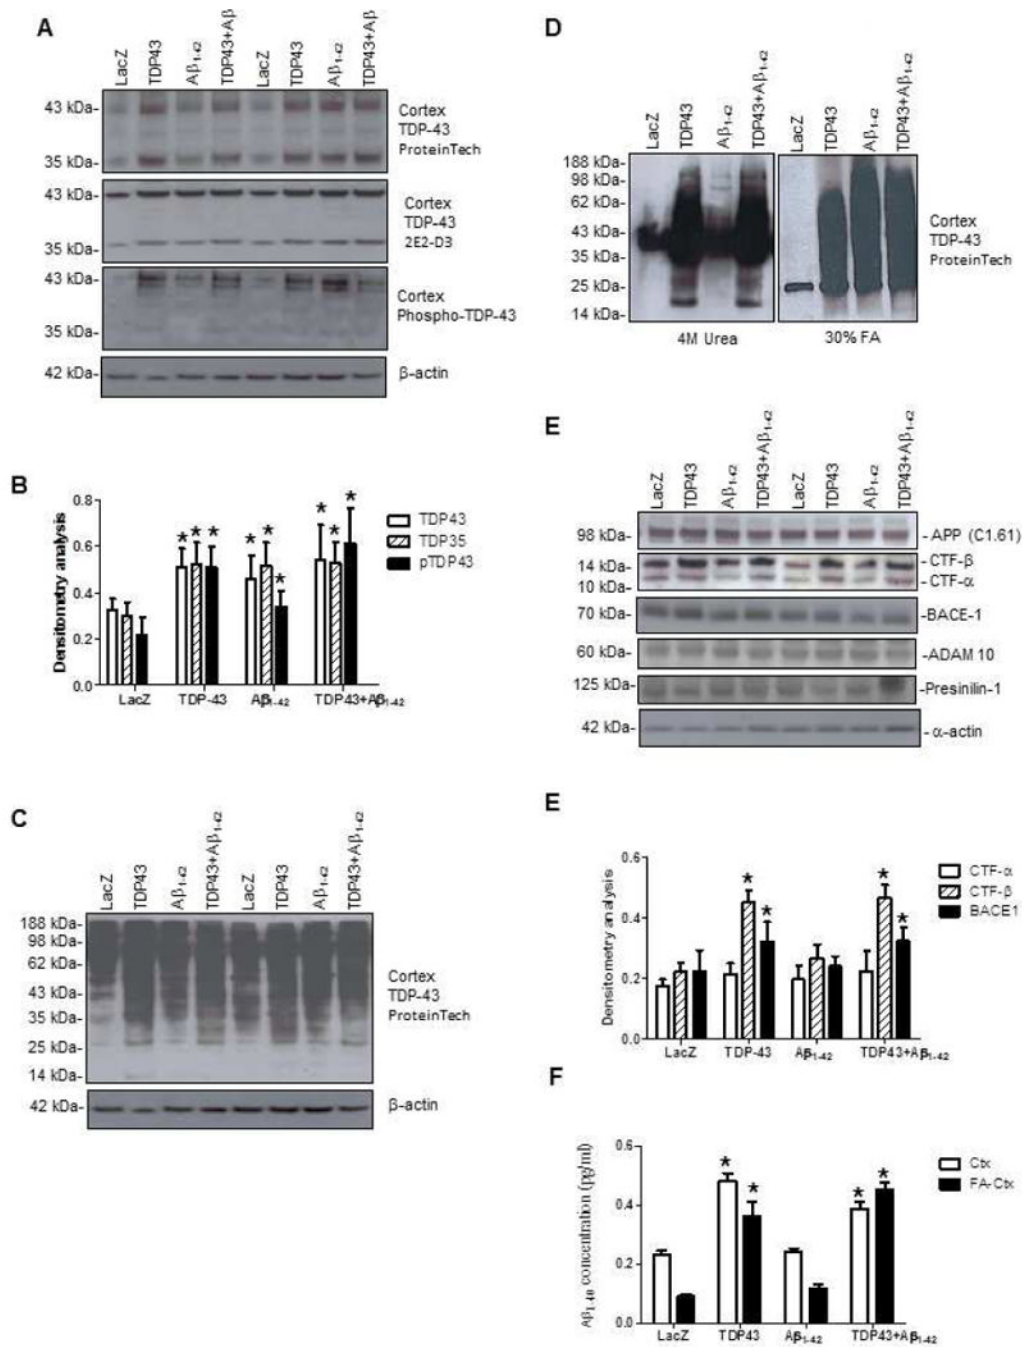 A
LacZ TDP43 Aβ1-42 TDP43+Aβ LacZ TDP43 Aβ1-42 TDP43+Aβ
43 kDa-
35 kDa-
Cortex
TDP-43
ProteinTech
43 kDa-
35 kDa-
Cortex
TDP-43
2E2-D3
43 kDa-
35 kDa-
Cortex
Phospho-TDP-43
42 kDa-
β-actin
B
Densitometry analysis
0.8
0.6
0.4
0.2
0.0
* * * * * * * * *
TDP43
TDP35
pTDP43
LacZ TDP-43 Aβ1-42 TDP43+Aβ1-42
C
LacZ TDP43 Aβ1-42 TDP43+Aβ1-42 LacZ TDP43 Aβ1-42 TDP43+Aβ1-42
188 kDa-
98 kDa-
62 kDa-
43 kDa-
35 kDa-
25 kDa-
14 kDa-
Cortex
TDP-43
ProteinTech
42 kDa-
β-actin
D
LacZ TDP43 Aβ1-42 TDP43+Aβ1-42 LacZ TDP43 Aβ1-42 TDP43+Aβ1-42
188 kDa-
98 kDa-
62 kDa-
43 kDa-
35 kDa-
25 kDa-
14 kDa-
Cortex
TDP-43
ProteinTech
4M Urea 30% FA
E
LacZ TDP43 Aβ1-42 TDP43+Aβ1-42 LacZ TDP43 Aβ1-42 TDP43+Aβ1-42
98 kDa- - APP (C1.61)
14 kDa- - CTF-β
10 kDa- - CTF-α
70 kDa- -BACE-1
60 kDa- -ADAM 10
125 kDa- -Presinilin-1
42 kDa- - α-actin
E
Densitometry analysis
0.6
0.4
0.2
0.0
* * * *
CTF-α
CTF-β
BACE1
LacZ TDP-43 Aβ1-42 TDP43+Aβ1-42
F
Aβ1-40 concentration (pg/ml)
0.6
0.4
0.2
0.0
* * * *
Ctx
FA-Ctx
LacZ TDP43 Aβ1-42 TDP43+Aβ1-42